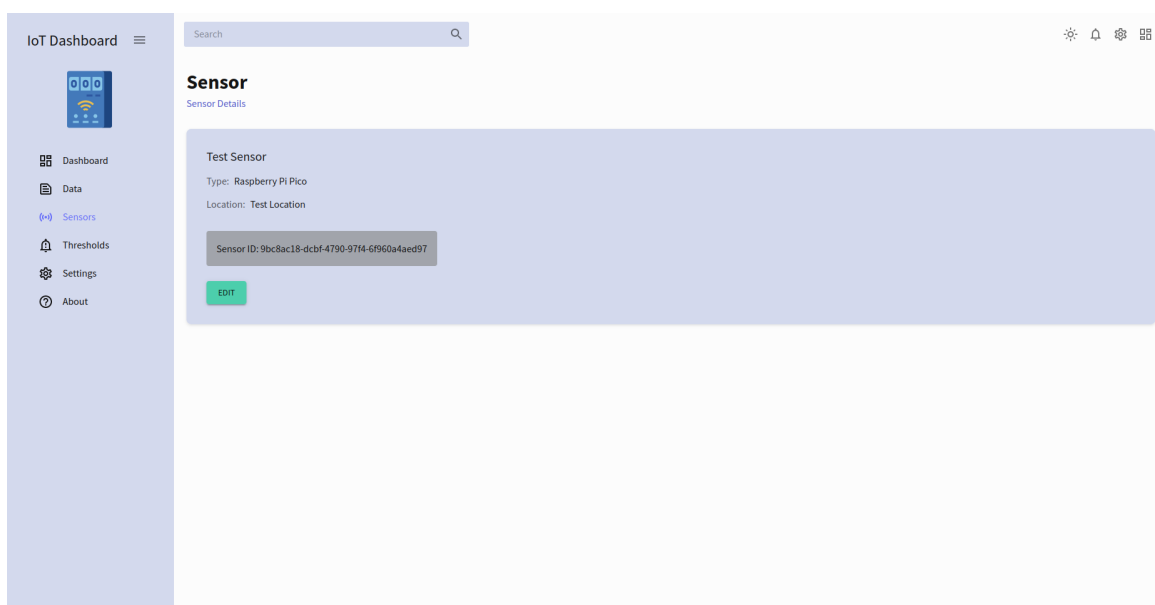 IoT Dashboard
000
Dashboard
Data
Sensors
Thresholds
Settings
About
Search
Sensor
Sensor Details
Test Sensor
Type: Raspberry Pi Pico
Location: Test Location
Sensor ID: 9bc8ac18-dcbf-4790-97f4-6f960a4aed97
EDIT